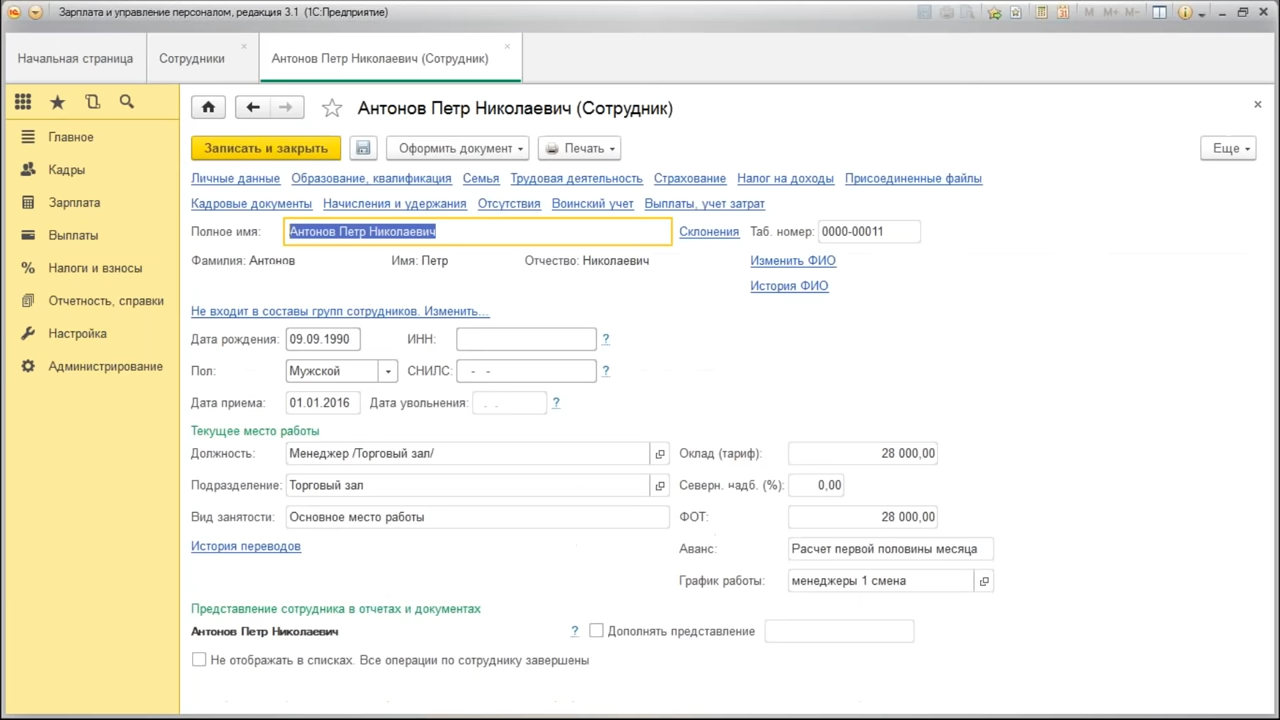 Зарплата и управление персоналом, редакция 3.1 (1С:Предприятие)
M M+ M−
Начальная страница Сотрудники Антонов Петр Николаевич (Сотрудник)
Антонов Петр Николаевич (Сотрудник)
Главное
Кадры
Зарплата
Выплаты
Налоги и взносы
Отчетность, справки
Настройка
Администрирование
Записать и закрыть Оформить документ Печать Еще
Личные данные Образование, квалификация Семья Трудовая деятельность Страхование Налог на доходы Присоединенные файлы
Кадровые документы Начисления и удержания Отсутствия Воинский учет Выплаты, учет затрат
Полное имя: Антонов Петр Николаевич Склонения Таб. номер: 0000-00011
Фамилия: Антонов Имя: Петр Отчество: Николаевич Изменить ФИО
История ФИО
Не входит в составы групп сотрудников. Изменить...
Дата рождения: 09.09.1990 ИНН: ?
Пол: Мужской СНИЛС: - - ?
Дата приема: 01.01.2016 Дата увольнения: . . ?
Текущее место работы
Должность: Менеджер /Торговый зал/ Оклад (тариф): 28 000,00
Подразделение: Торговый зал Северн. надб. (%): 0,00
Вид занятости: Основное место работы ФОТ: 28 000,00
История переводов Аванс: Расчет первой половины месяца
График работы: менеджеры 1 смена
Представление сотрудника в отчетах и документах
Антонов Петр Николаевич ? Дополнять представление
Не отображать в списках. Все операции по сотруднику завершены